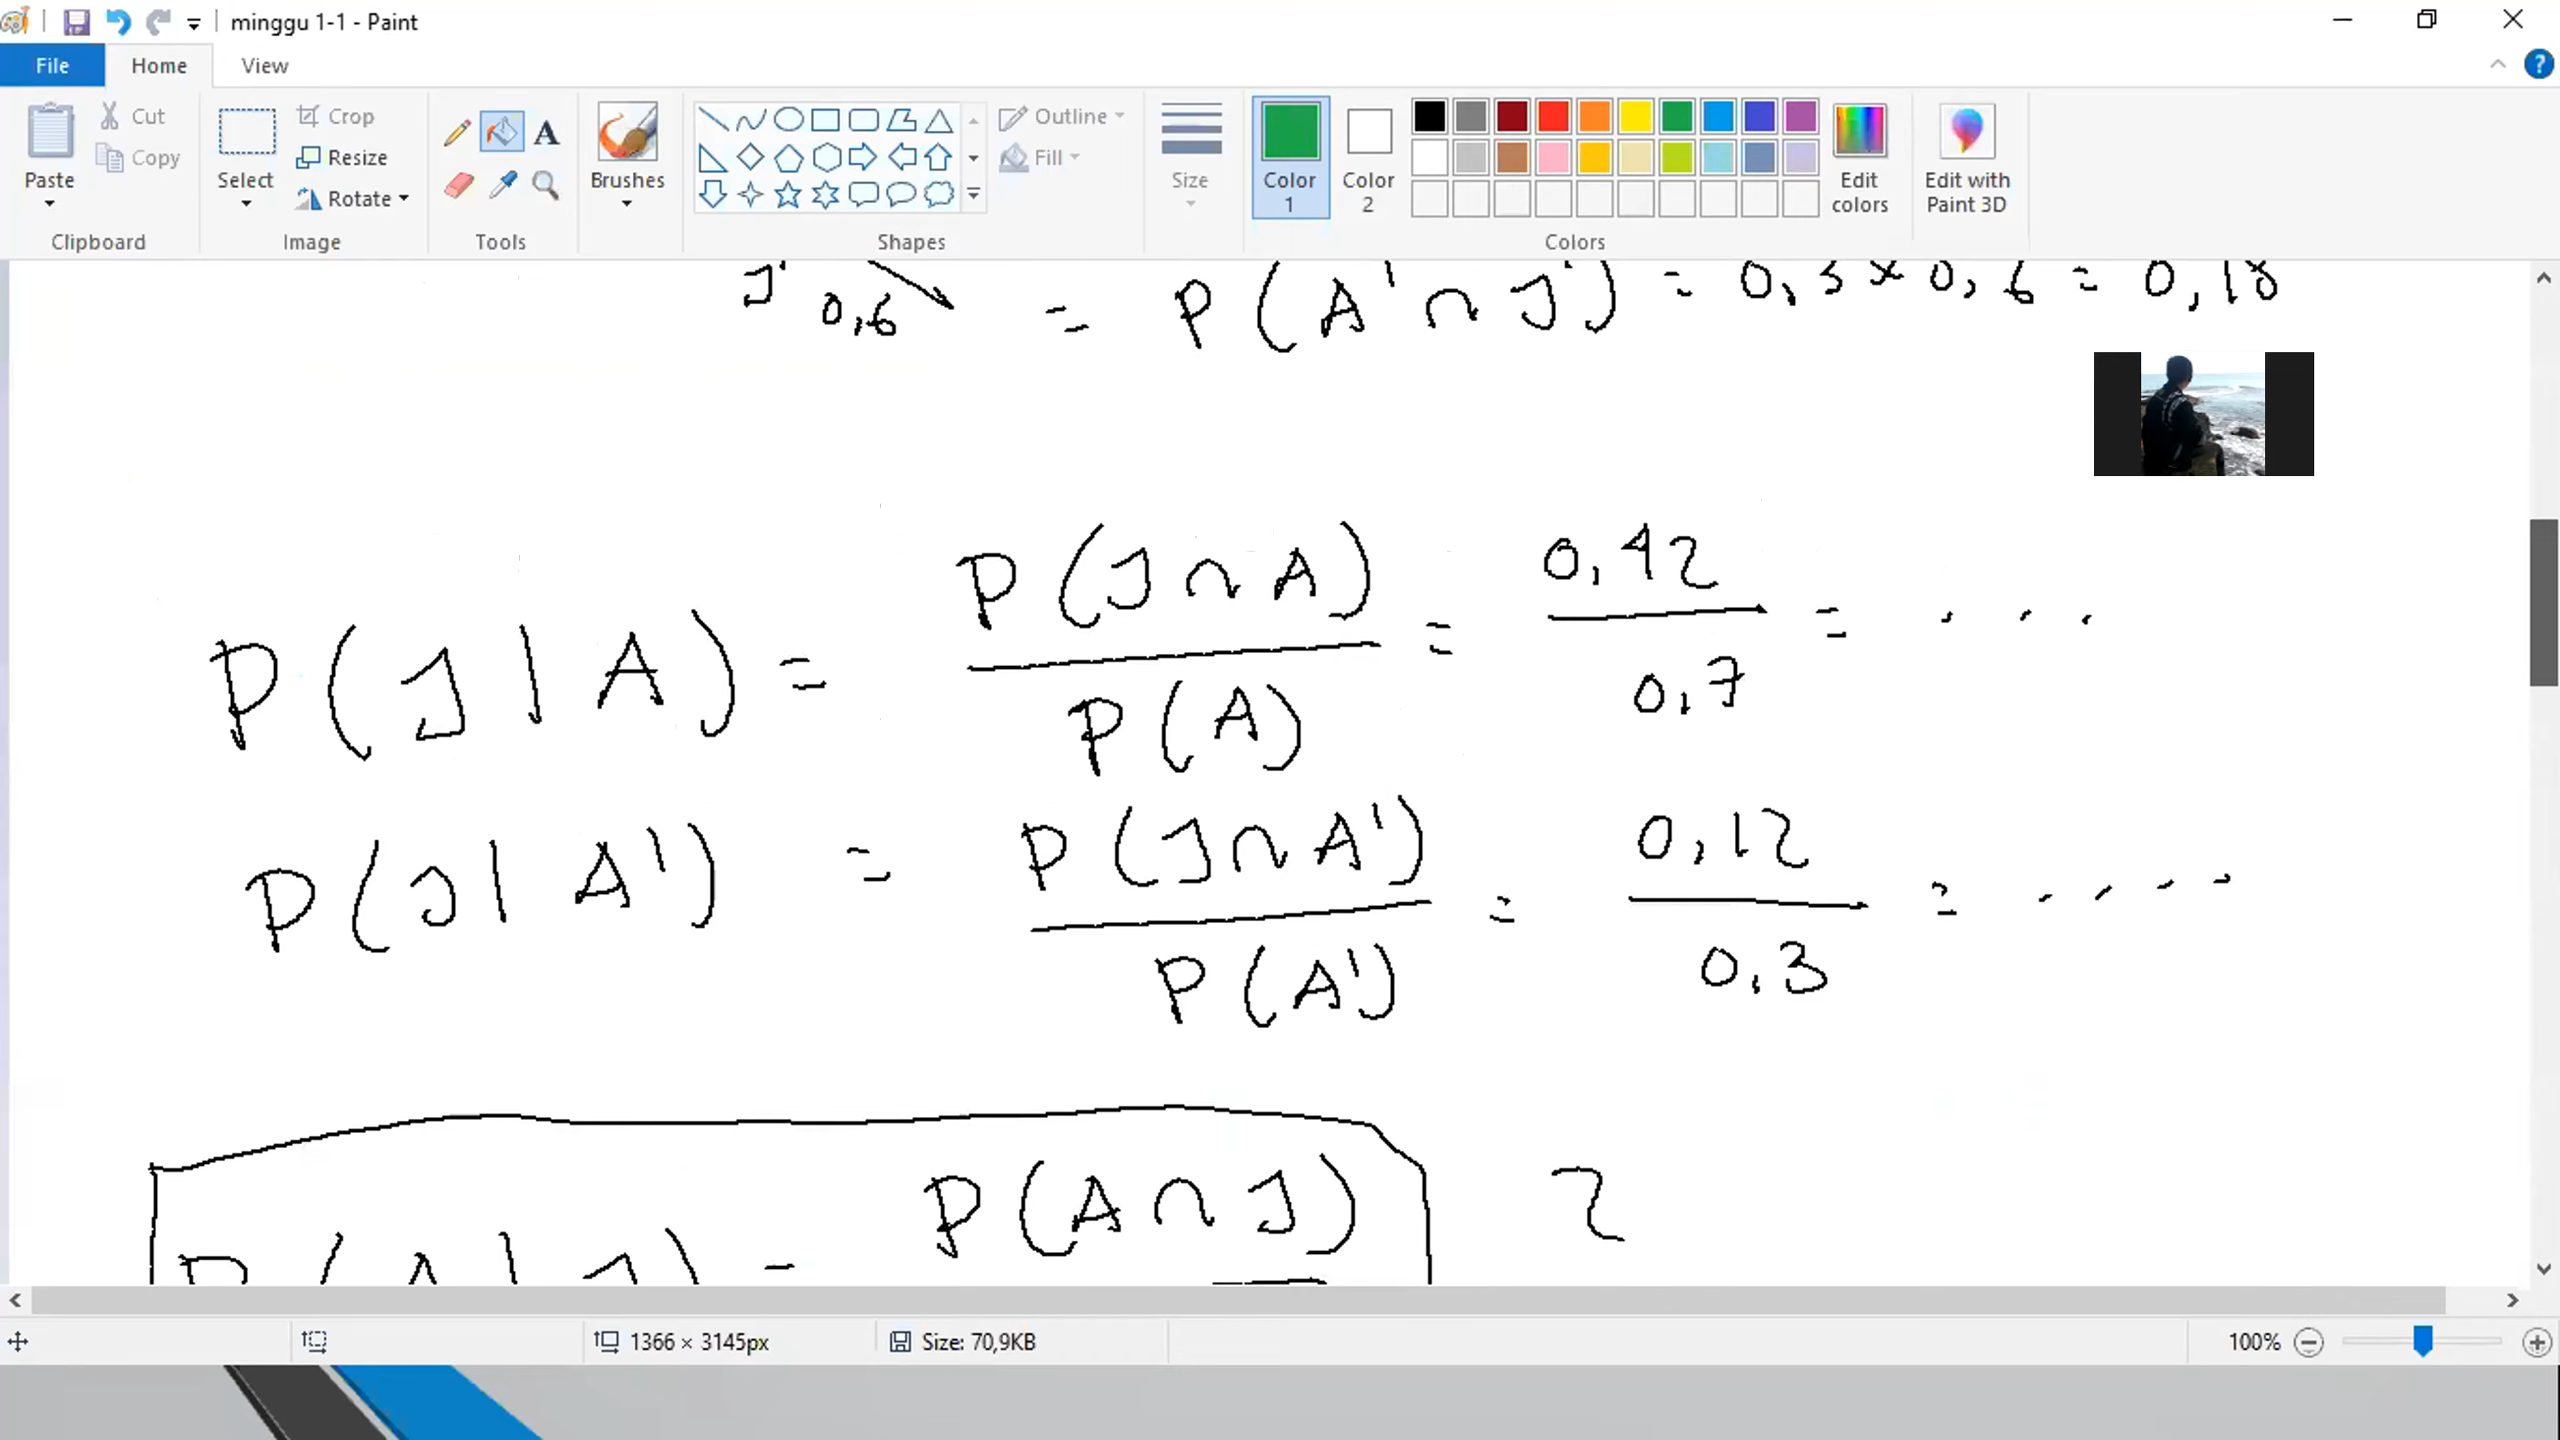 minggu 1-1 - Paint
File Home View
Paste Cut Copy Clipboard
Select Crop Resize Rotate Image
Tools
Brushes
Shapes Outline Fill
Size
Color 1 Color 2 Edit colors Colors
Edit with Paint 3D
J' 0,6 = P(A' ∩ J') = 0,3 × 0,6 = 0,18
P(J | A) = P(J ∩ A) / P(A) = 0,42 / 0,7 = ...
P(J | A') = P(J ∩ A') / P(A') = 0,12 / 0,3 = ....
P(A ∩ J)
P(A | J) =
1366 × 3145px Size: 70,9KB 100%